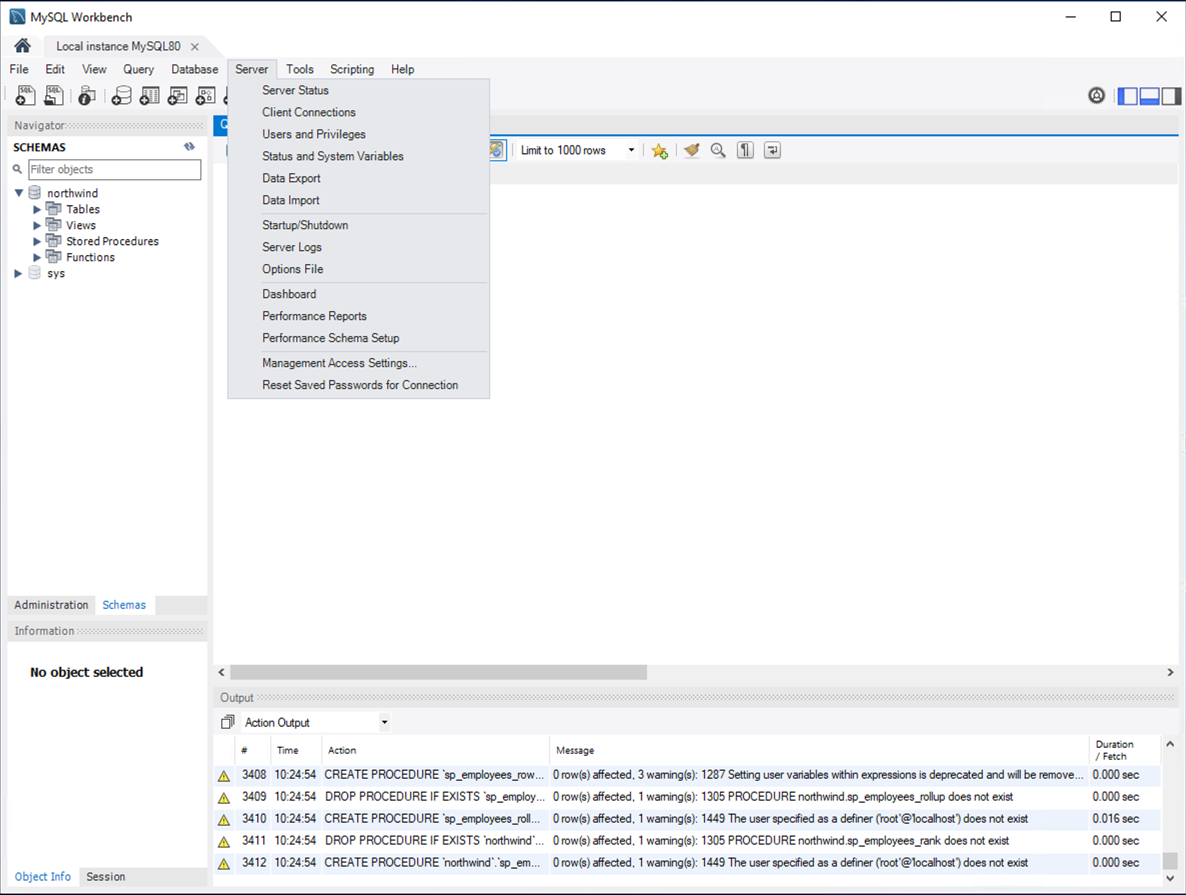 MySQL Workbench
Local instance MySQL80
File Edit View Query Database Server Tools Scripting Help
Server Status
Client Connections
Users and Privileges
Status and System Variables
Data Export
Data Import
Startup/Shutdown
Server Logs
Options File
Dashboard
Performance Reports
Performance Schema Setup
Management Access Settings...
Reset Saved Passwords for Connection
Limit to 1000 rows
Navigator
SCHEMAS
Filter objects
northwind
Tables
Views
Stored Procedures
Functions
sys
Administration Schemas
Information
No object selected
Object Info Session
Output
Action Output
# Time Action Message Duration / Fetch
3408 10:24:54 CREATE PROCEDURE `sp_employees_row... 0 row(s) affected, 3 warning(s): 1287 Setting user variables within expressions is deprecated and will be remove... 0.000 sec
3409 10:24:54 DROP PROCEDURE IF EXISTS `sp_employ... 0 row(s) affected, 1 warning(s): 1305 PROCEDURE northwind.sp_employees_rollup does not exist 0.000 sec
3410 10:24:54 CREATE PROCEDURE `sp_employees_roll... 0 row(s) affected, 1 warning(s): 1449 The user specified as a definer ('root'@'localhost') does not exist 0.016 sec
3411 10:24:54 DROP PROCEDURE IF EXISTS `northwind`... 0 row(s) affected, 1 warning(s): 1305 PROCEDURE northwind.sp_employees_rank does not exist 0.000 sec
3412 10:24:54 CREATE PROCEDURE `northwind`.`sp_em... 0 row(s) affected, 1 warning(s): 1449 The user specified as a definer ('root'@'localhost') does not exist 0.000 sec